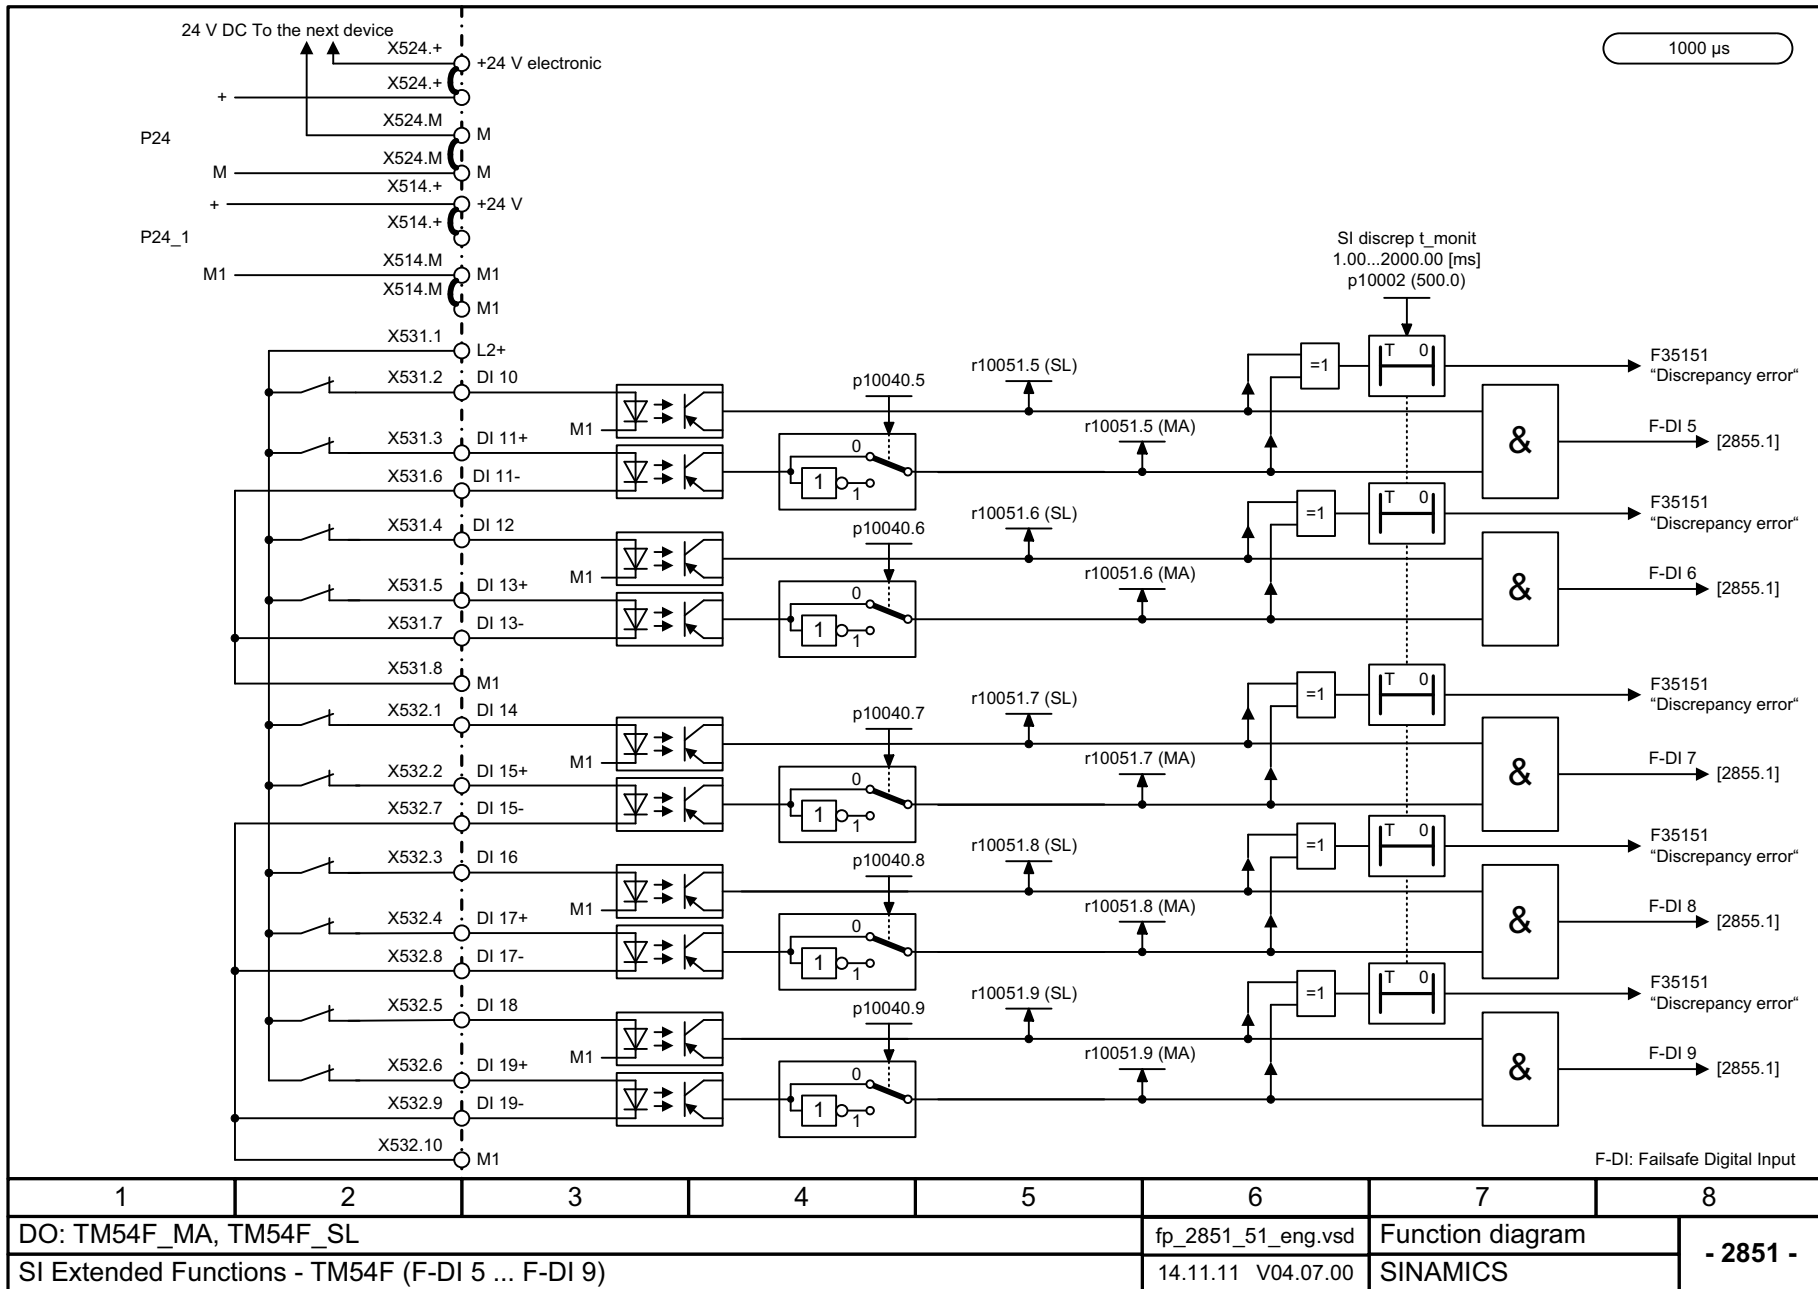 24 V DC To the next device
1000 µs
X524.+
+24 V electronic
X524.+
+
X524.M
M
P24
X524.M
M
M
X514.+
+
+24 V
X514.+
P24_1
SI discrep t_monit
1.00...2000.00 [ms]
p10002 (500.0)
X514.M
M1
M1
X514.M
M1
X531.1
L2+
r10051.5 (SL)
=1
T 0
F35151
“Discrepancy error“
X531.2
DI 10
p10040.5
M1
r10051.5 (MA)
&
F-DI 5
[2855.1]
X531.3
DI 11+
0
1
1
X531.6
DI 11-
r10051.6 (SL)
=1
T 0
F35151
“Discrepancy error“
X531.4
DI 12
p10040.6
M1
r10051.6 (MA)
&
F-DI 6
[2855.1]
X531.5
DI 13+
0
1
1
X531.7
DI 13-
X531.8
M1
r10051.7 (SL)
=1
T 0
F35151
“Discrepancy error“
X532.1
DI 14
p10040.7
M1
r10051.7 (MA)
&
F-DI 7
[2855.1]
X532.2
DI 15+
0
1
1
X532.7
DI 15-
r10051.8 (SL)
=1
T 0
F35151
“Discrepancy error“
X532.3
DI 16
p10040.8
M1
r10051.8 (MA)
&
F-DI 8
[2855.1]
X532.4
DI 17+
0
1
1
X532.8
DI 17-
r10051.9 (SL)
=1
T 0
F35151
“Discrepancy error“
X532.5
DI 18
p10040.9
M1
r10051.9 (MA)
&
F-DI 9
[2855.1]
X532.6
DI 19+
0
1
1
X532.9
DI 19-
X532.10
M1
F-DI: Failsafe Digital Input
1 2 3 4 5 6 7 8
DO: TM54F_MA, TM54F_SL
fp_2851_51_eng.vsd
Function diagram
- 2851 -
SI Extended Functions - TM54F (F-DI 5 ... F-DI 9)
14.11.11 V04.07.00
SINAMICS